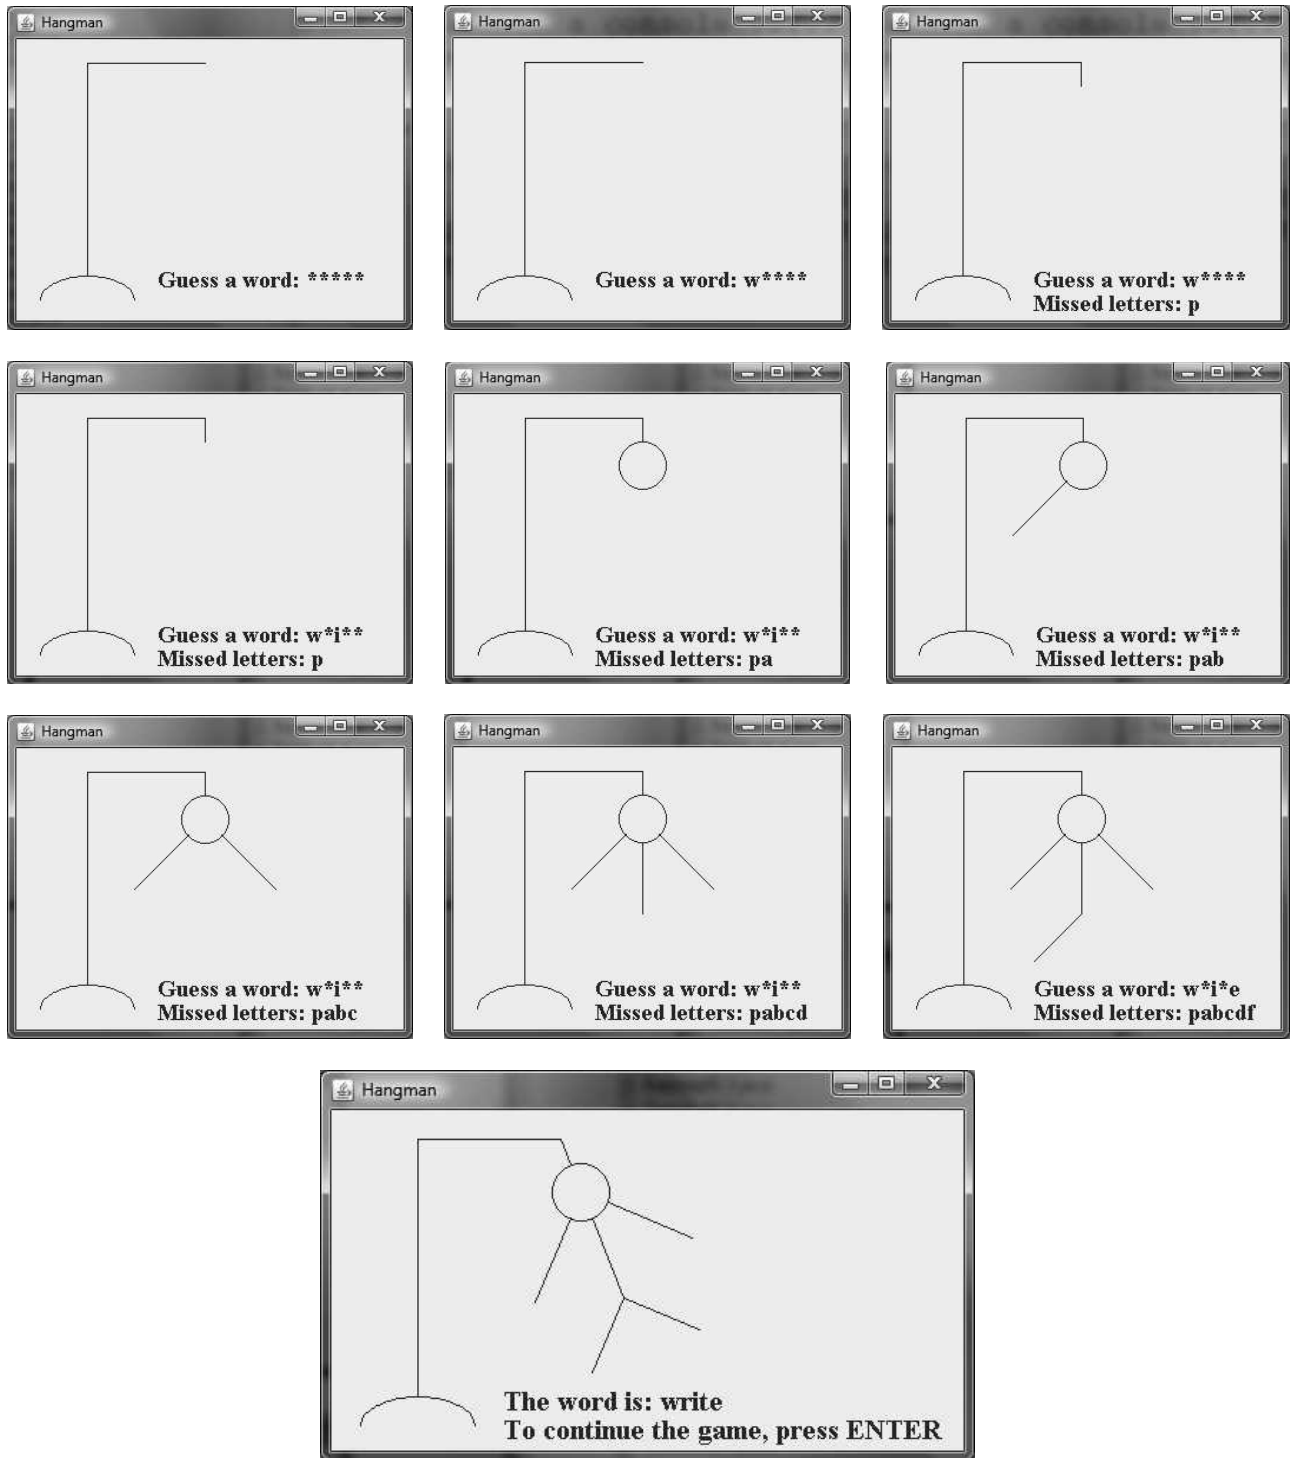 Hangman
Guess a word: *****
Hangman
Guess a word: w****
Hangman
Guess a word: w****
Missed letters: p
Hangman
Guess a word: w*i**
Missed letters: p
Hangman
Guess a word: w*i**
Missed letters: pa
Hangman
Guess a word: w*i**
Missed letters: pab
Hangman
Guess a word: w*i**
Missed letters: pabc
Hangman
Guess a word: w*i**
Missed letters: pabcd
Hangman
Guess a word: w*i*e
Missed letters: pabcdf
Hangman
The word is: write
To continue the game, press ENTER